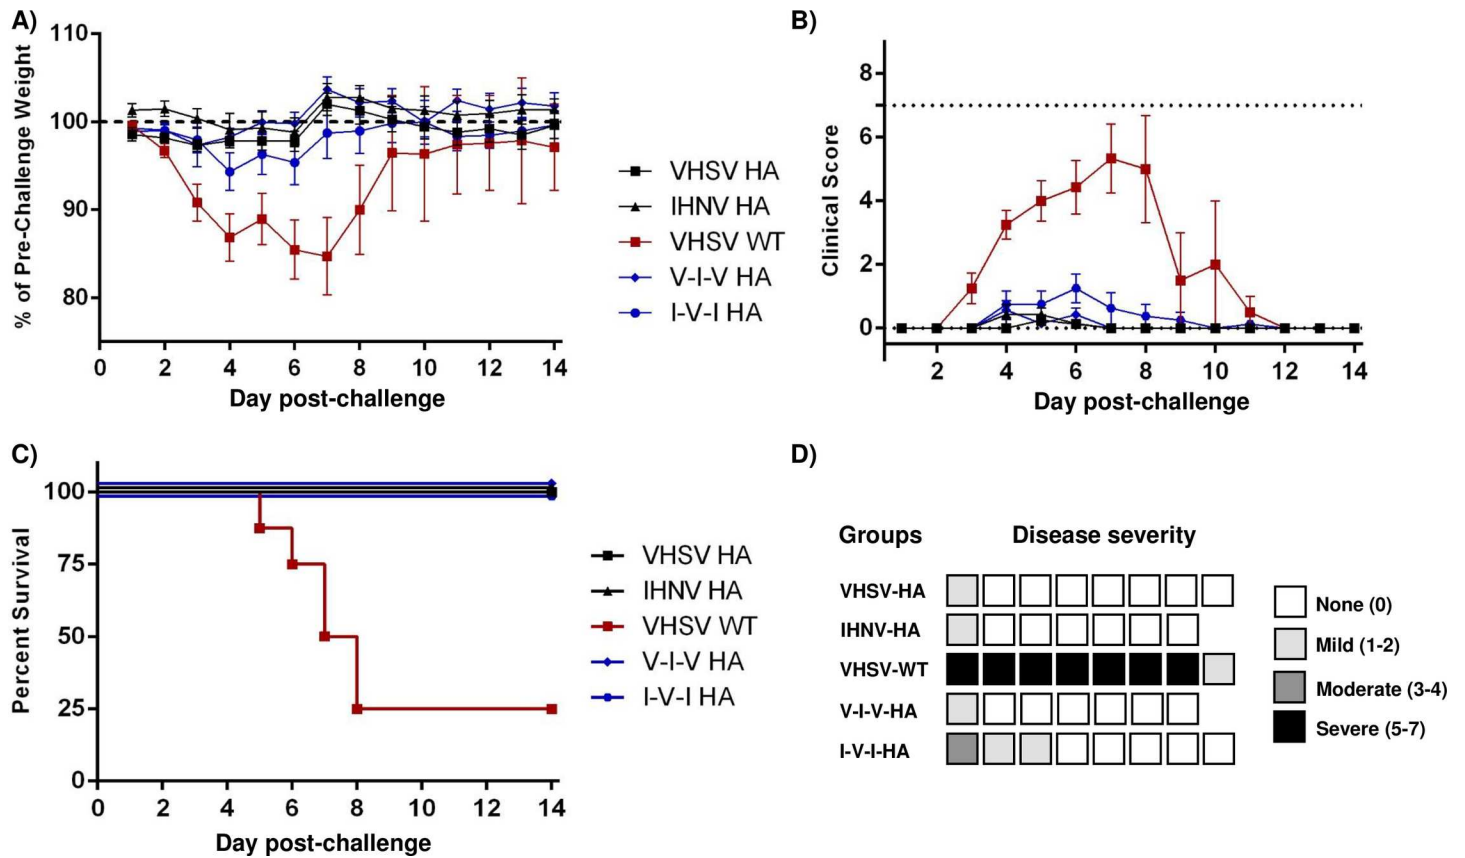 A)
% of Pre-Challenge Weight
110
100
90
80
0 2 4 6 8 10 12 14
Day post-challenge
VHSV HA
IHNV HA
VHSV WT
V-I-V HA
I-V-I HA
B)
Clinical Score
8
6
4
2
0
2 4 6 8 10 12 14
Day post-challenge
C)
Percent Survival
100
75
50
25
0
0 2 4 6 8 10 12 14
Day post-challenge
VHSV HA
IHNV HA
VHSV WT
V-I-V HA
I-V-I HA
D)
Groups Disease severity
VHSV-HA
IHNV-HA
VHSV-WT
V-I-V-HA
I-V-I-HA
None (0)
Mild (1-2)
Moderate (3-4)
Severe (5-7)